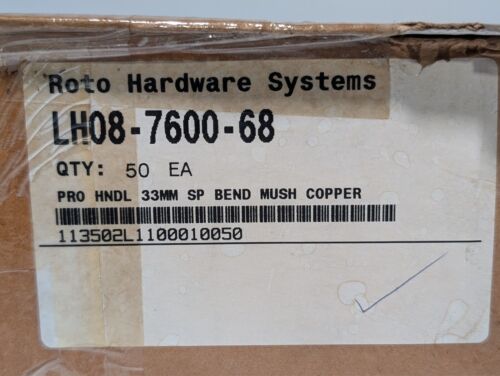 Roto Hardware Systems
LH08-7600-68
QTY: 50 EA
PRO HNDL 33MM SP BEND MUSH COPPER
113502L1100010050